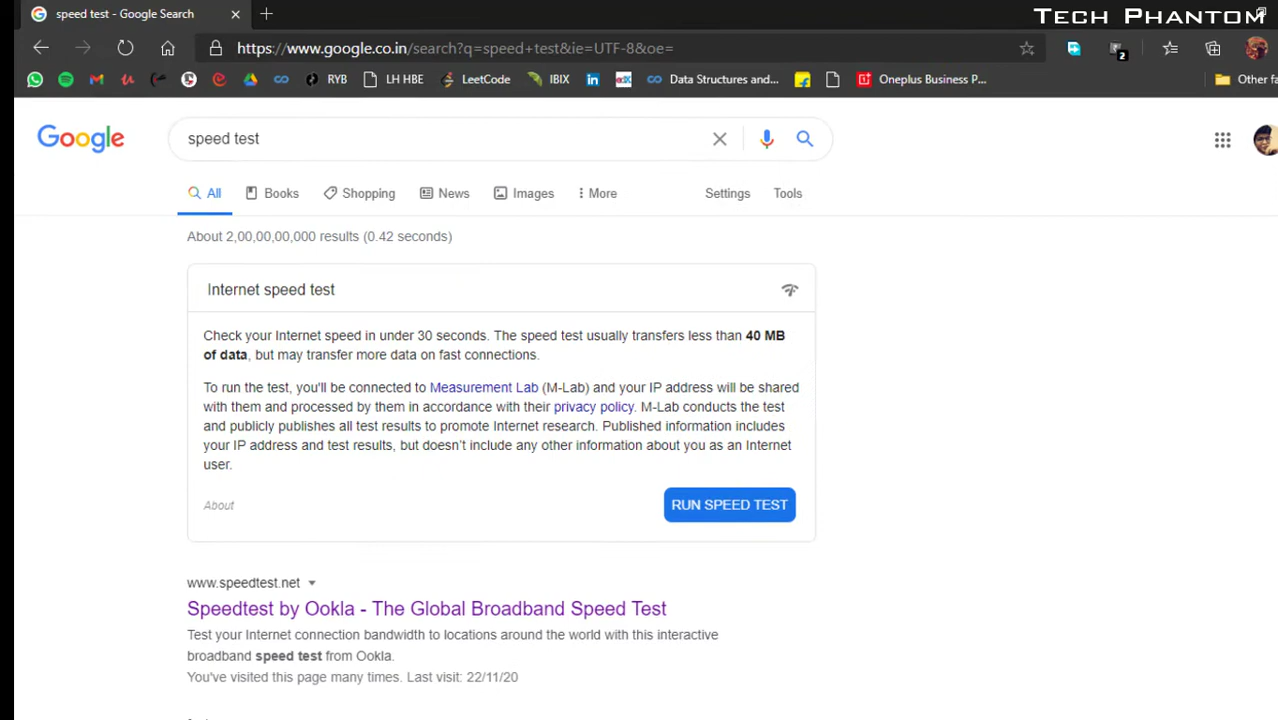 speed test - Google Search
TECH PHANTOM
https://www.google.co.in/search?q=speed+test&ie=UTF-8&oe=
2
RYB
LH HBE
LeetCode
IBIX
Data Structures and...
Oneplus Business P...
Other fa
Google
speed test
All
Books
Shopping
News
Images
More
Settings
Tools
About 2,00,00,00,000 results (0.42 seconds)
Internet speed test
Check your Internet speed in under 30 seconds. The speed test usually transfers less than 40 MB
of data, but may transfer more data on fast connections.
To run the test, you'll be connected to Measurement Lab (M-Lab) and your IP address will be shared
with them and processed by them in accordance with their privacy policy. M-Lab conducts the test
and publicly publishes all test results to promote Internet research. Published information includes
your IP address and test results, but doesn't include any other information about you as an Internet
user.
About
RUN SPEED TEST
www.speedtest.net
Speedtest by Ookla - The Global Broadband Speed Test
Test your Internet connection bandwidth to locations around the world with this interactive
broadband speed test from Ookla.
You've visited this page many times. Last visit: 22/11/20